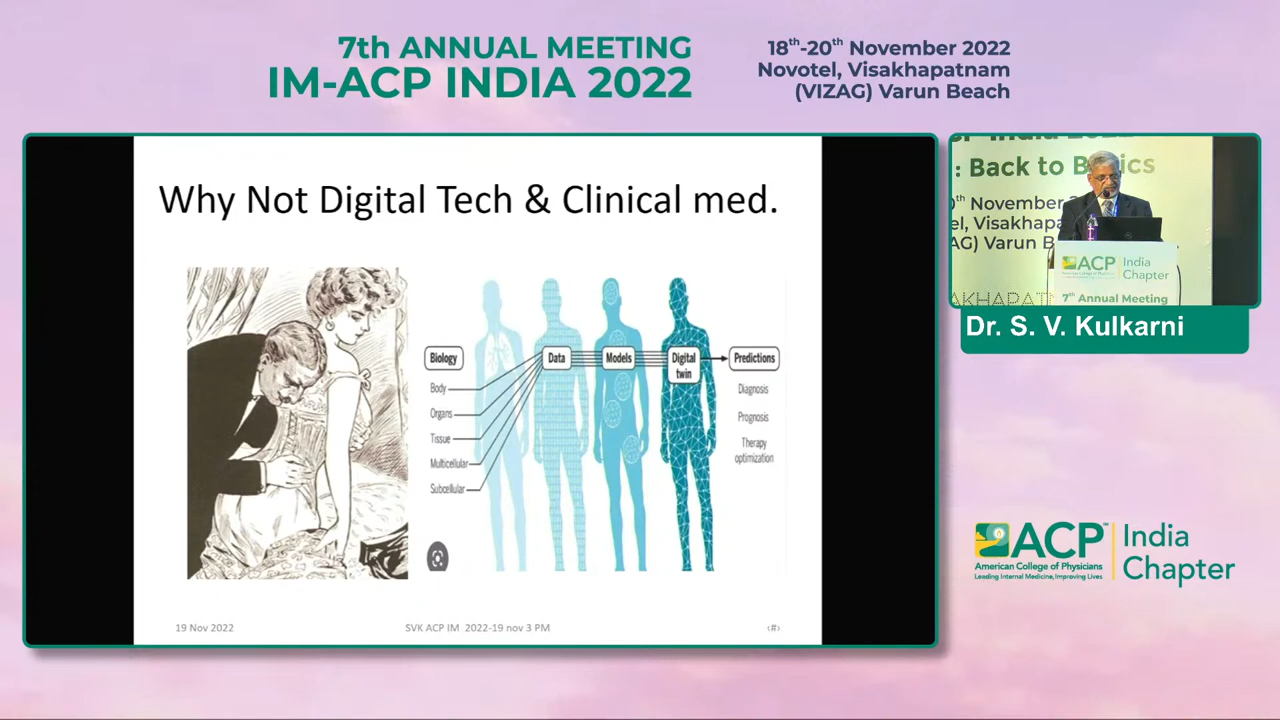 7th ANNUAL MEETING
IM-ACP INDIA 2022
18th-20th November 2022
Novotel, Visakhapatnam
(VIZAG) Varun Beach
Why Not Digital Tech & Clinical med.
Biology
Body
Organs
Tissue
Multicellular
Subcellular
Data
Models
Digital
twin
Predictions
Diagnosis
Prognosis
Therapy
optimization
19 Nov 2022
SVK ACP IM 2022-19 nov 3 PM
‹#›
: Back to B sics
November
el, Visakhapa
AG) Varun B
AKHAPAT
ACP
India
Chapter
7th Annual Meeting
Dr. S. V. Kulkarni
ACP™
American College of Physicians
Leading Internal Medicine, Improving Lives
India
Chapter